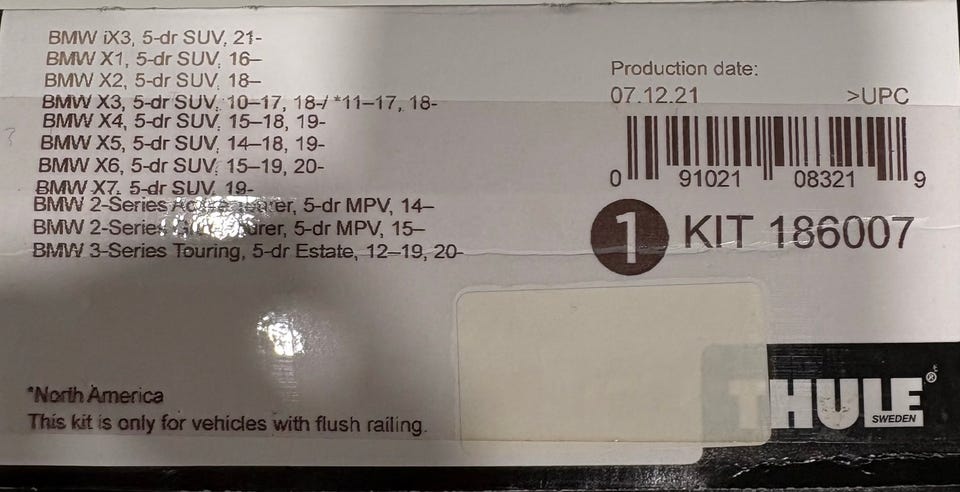 BMW iX3, 5-dr SUV, 21-
BMW X1, 5-dr SUV, 16–
BMW X2, 5-dr SUV, 18–
BMW X3, 5-dr SUV, 10–17, 18-/ *11–17, 18-
BMW X4, 5-dr SUV, 15–18, 19-
BMW X5, 5-dr SUV, 14–18, 19-
BMW X6, 5-dr SUV, 15–19, 20-
BMW X7, 5-dr SUV, 19-
BMW 2-Series 5-dr MPV, 14–
BMW 2-Series 5-dr MPV, 15–
BMW 3-Series Touring, 5-dr Estate, 12–19, 20-
*North America
This kit is only for vehicles with flush railing.
Production date:
07.12.21 >UPC
0 91021 08321 9
1 KIT 186007
THULE®
SWEDEN